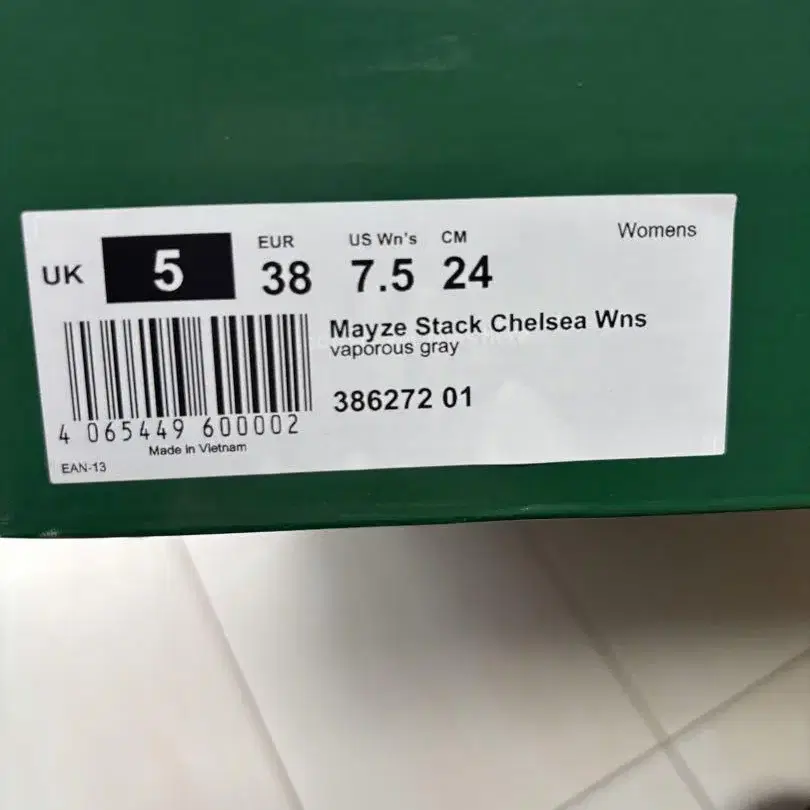 Womens
UK 5
EUR 38
US Wn's 7.5
CM 24
Mayze Stack Chelsea Wns
vaporous gray
386272 01
4 065449 600002
Made in Vietnam
EAN-13